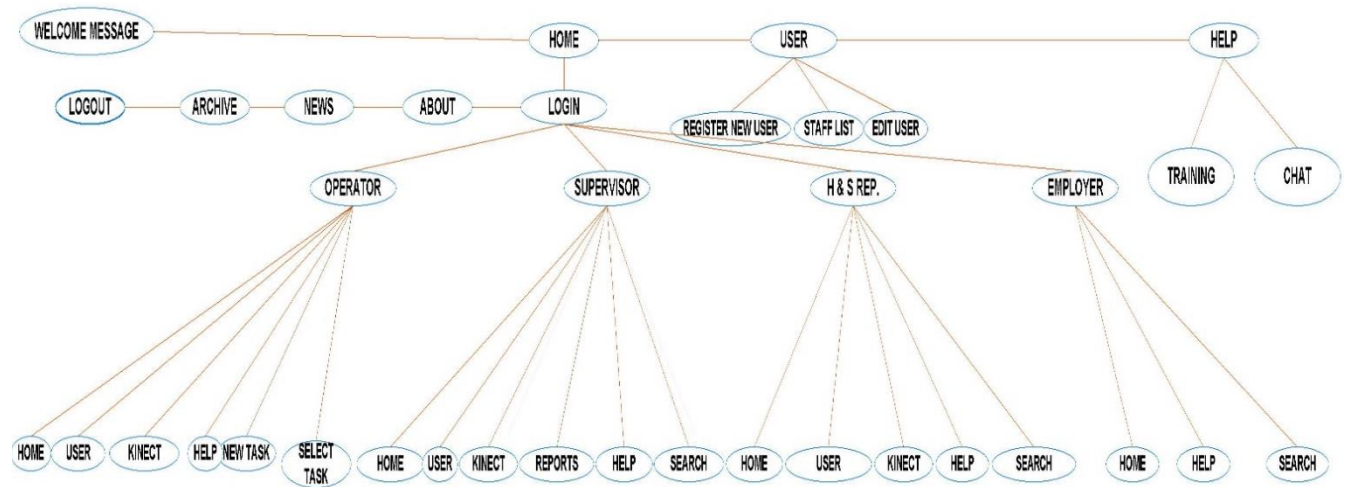 WELCOME MESSAGE
HOME
USER
HELP
LOGOUT
ARCHIVE
NEWS
ABOUT
LOGIN
REGISTER NEW USER
STAFF LIST
EDIT USER
TRAINING
CHAT
OPERATOR
SUPERVISOR
H & S REP.
EMPLOYER
HOME
USER
KINECT
HELP
NEW TASK
SELECT
TASK
HOME
USER
KINECT
REPORTS
HELP
SEARCH
HOME
USER
KINECT
HELP
SEARCH
HOME
HELP
SEARCH